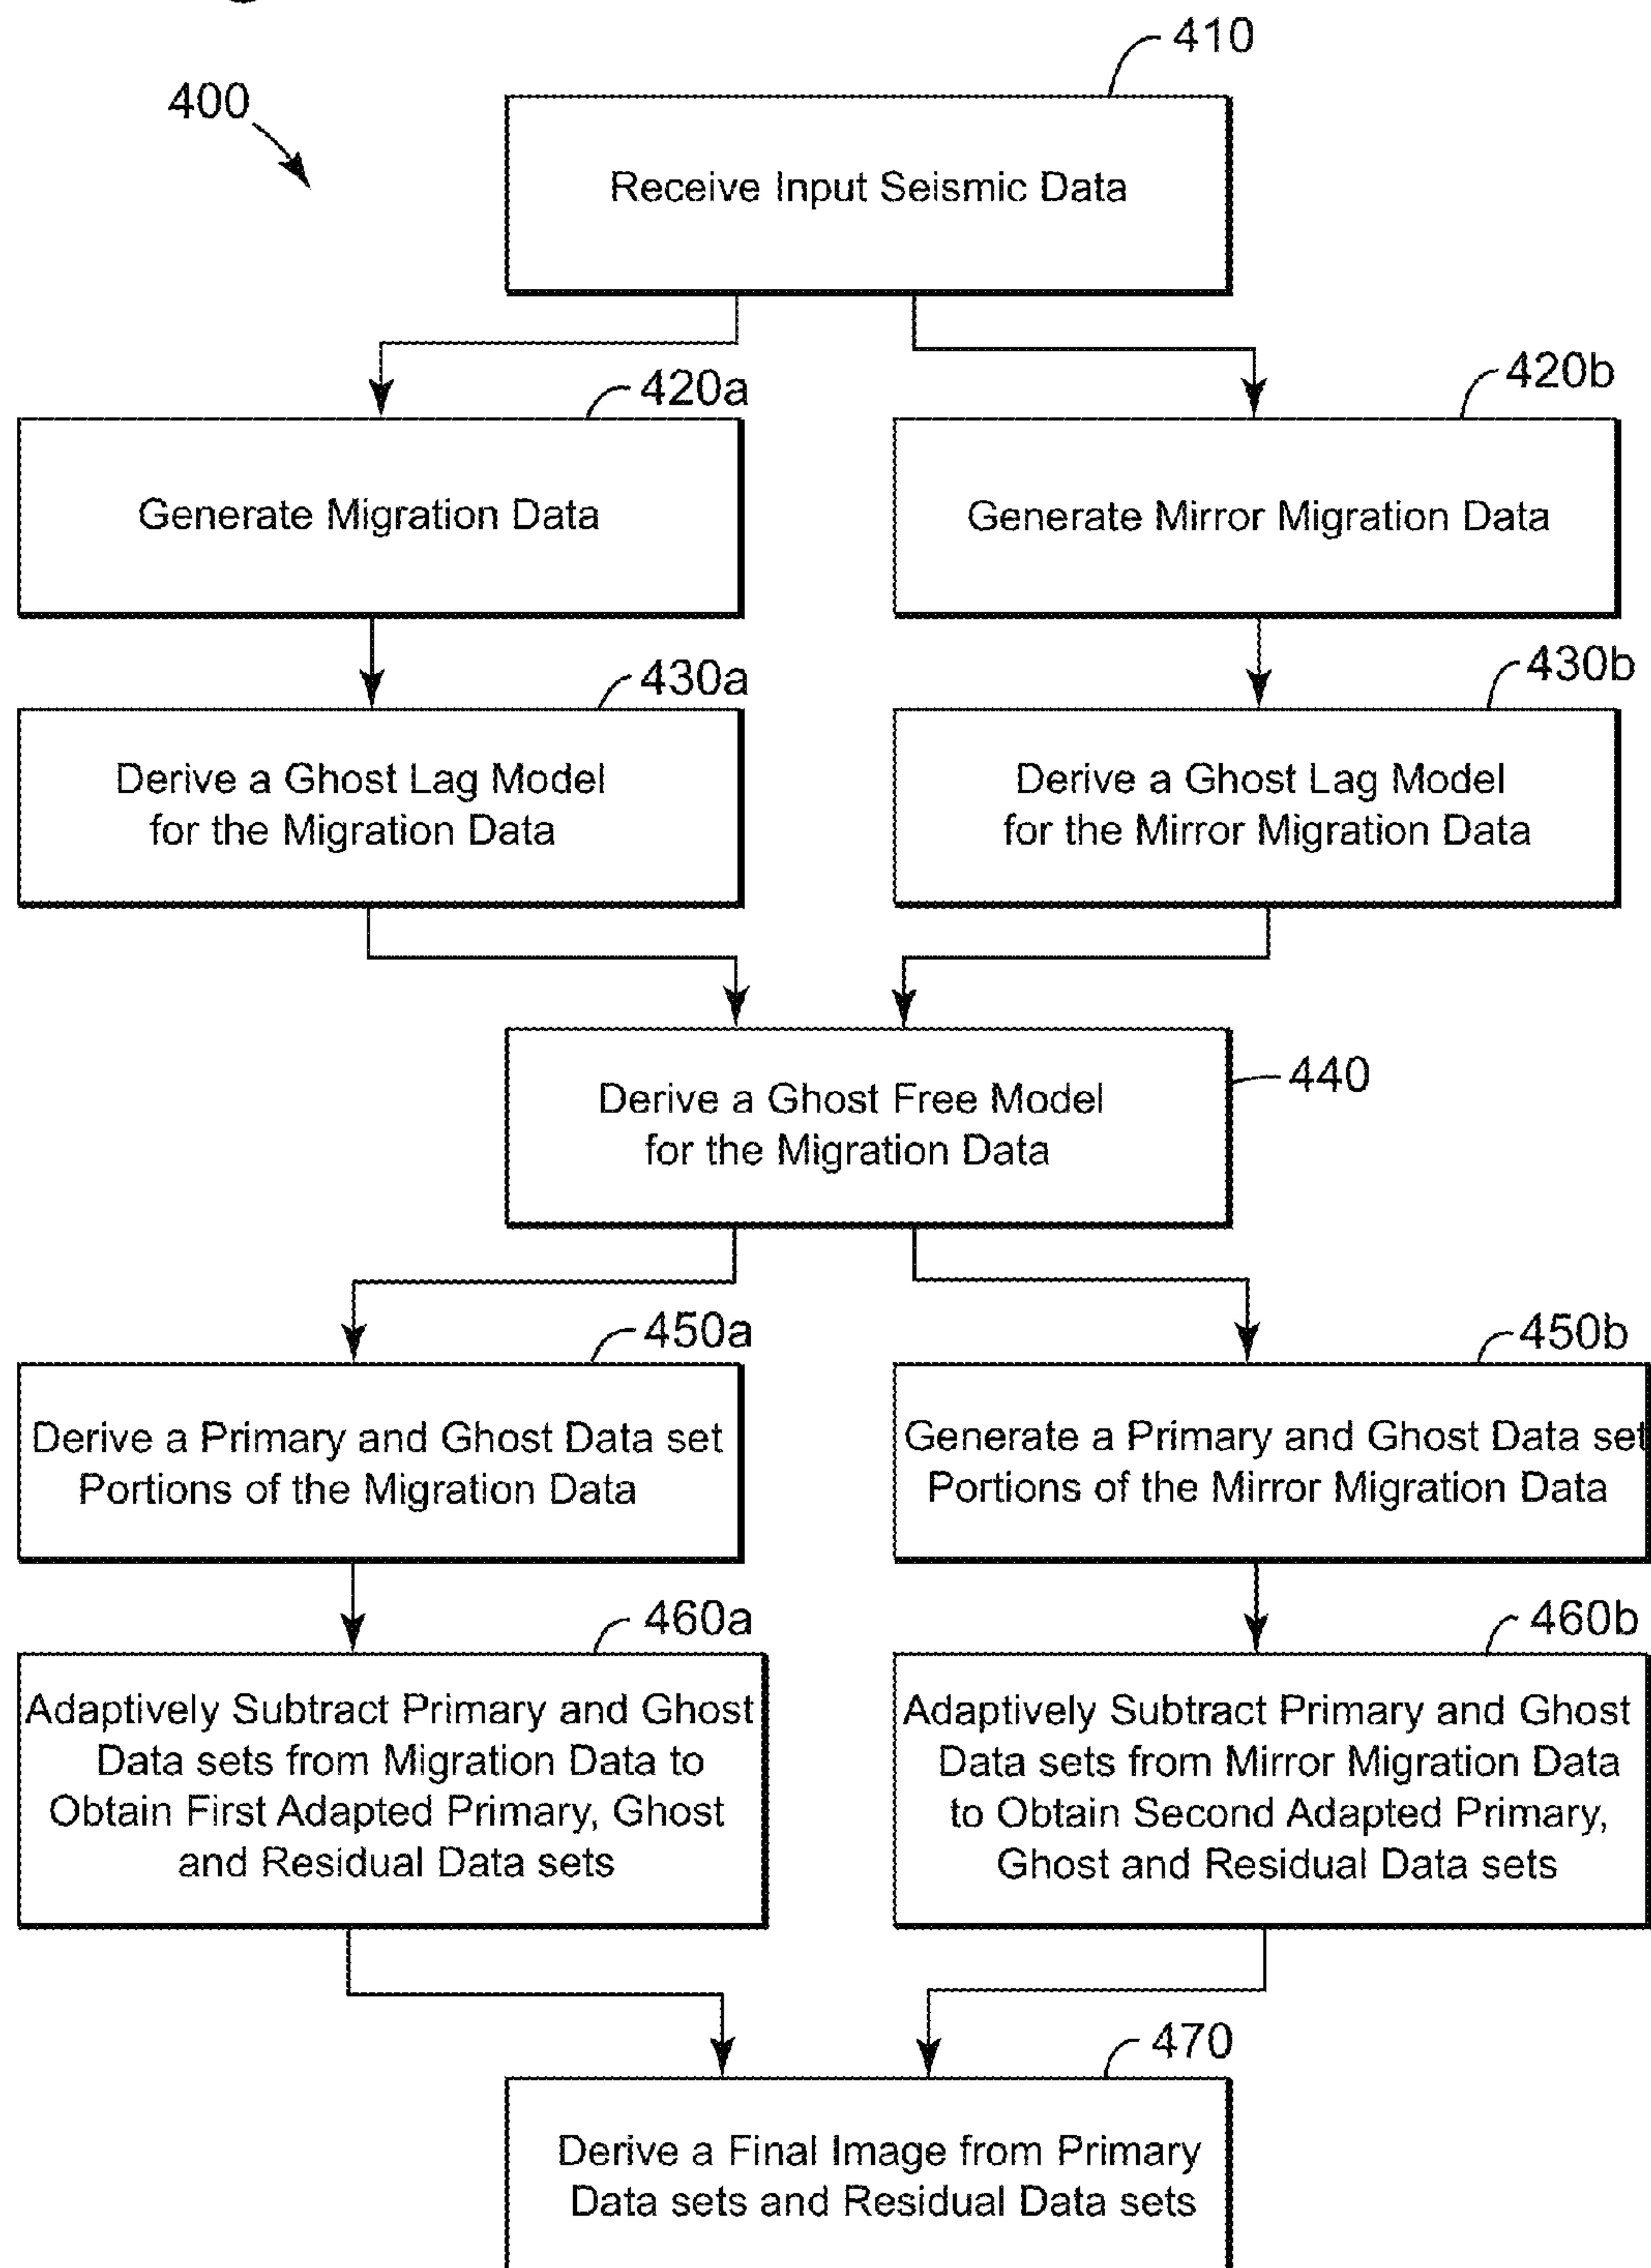 410
400
Receive Input Seismic Data
420a
420b
Generate Migration Data
Generate Mirror Migration Data
430a
430b
Derive a Ghost Lag Model
for the Migration Data
Derive a Ghost Lag Model
for the Mirror Migration Data
Derive a Ghost Free Model
for the Migration Data
440
450a
450b
Derive a Primary and Ghost Data set
Portions of the Migration Data
Generate a Primary and Ghost Data set
Portions of the Mirror Migration Data
460a
460b
Adaptively Subtract Primary and Ghost
Data sets from Migration Data to
Obtain First Adapted Primary, Ghost
and Residual Data sets
Adaptively Subtract Primary and Ghost
Data sets from Mirror Migration Data
to Obtain Second Adapted Primary,
Ghost and Residual Data sets
470
Derive a Final Image from Primary
Data sets and Residual Data sets